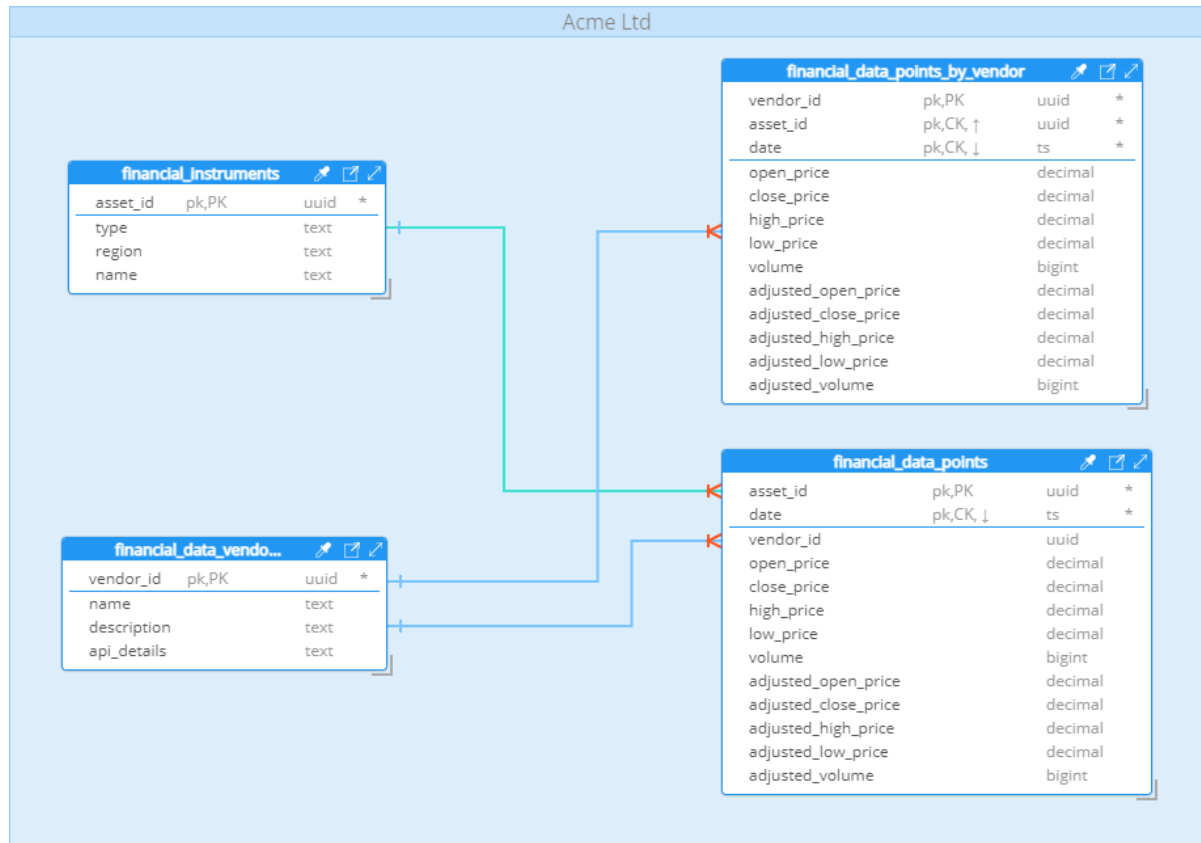 Acme Ltd
financial_instruments
asset_id pk,PK uuid *
type text
region text
name text
financial_data_vendo...
vendor_id pk,PK uuid *
name text
description text
api_details text
financial_data_points_by_vendor
vendor_id pk,PK uuid *
asset_id pk,CK, ↑ uuid *
date pk,CK, ↓ ts *
open_price decimal
close_price decimal
high_price decimal
low_price decimal
volume bigint
adjusted_open_price decimal
adjusted_close_price decimal
adjusted_high_price decimal
adjusted_low_price decimal
adjusted_volume bigint
financial_data_points
asset_id pk,PK uuid *
date pk,CK, ↓ ts *
vendor_id uuid
open_price decimal
close_price decimal
high_price decimal
low_price decimal
volume bigint
adjusted_open_price decimal
adjusted_close_price decimal
adjusted_high_price decimal
adjusted_low_price decimal
adjusted_volume bigint